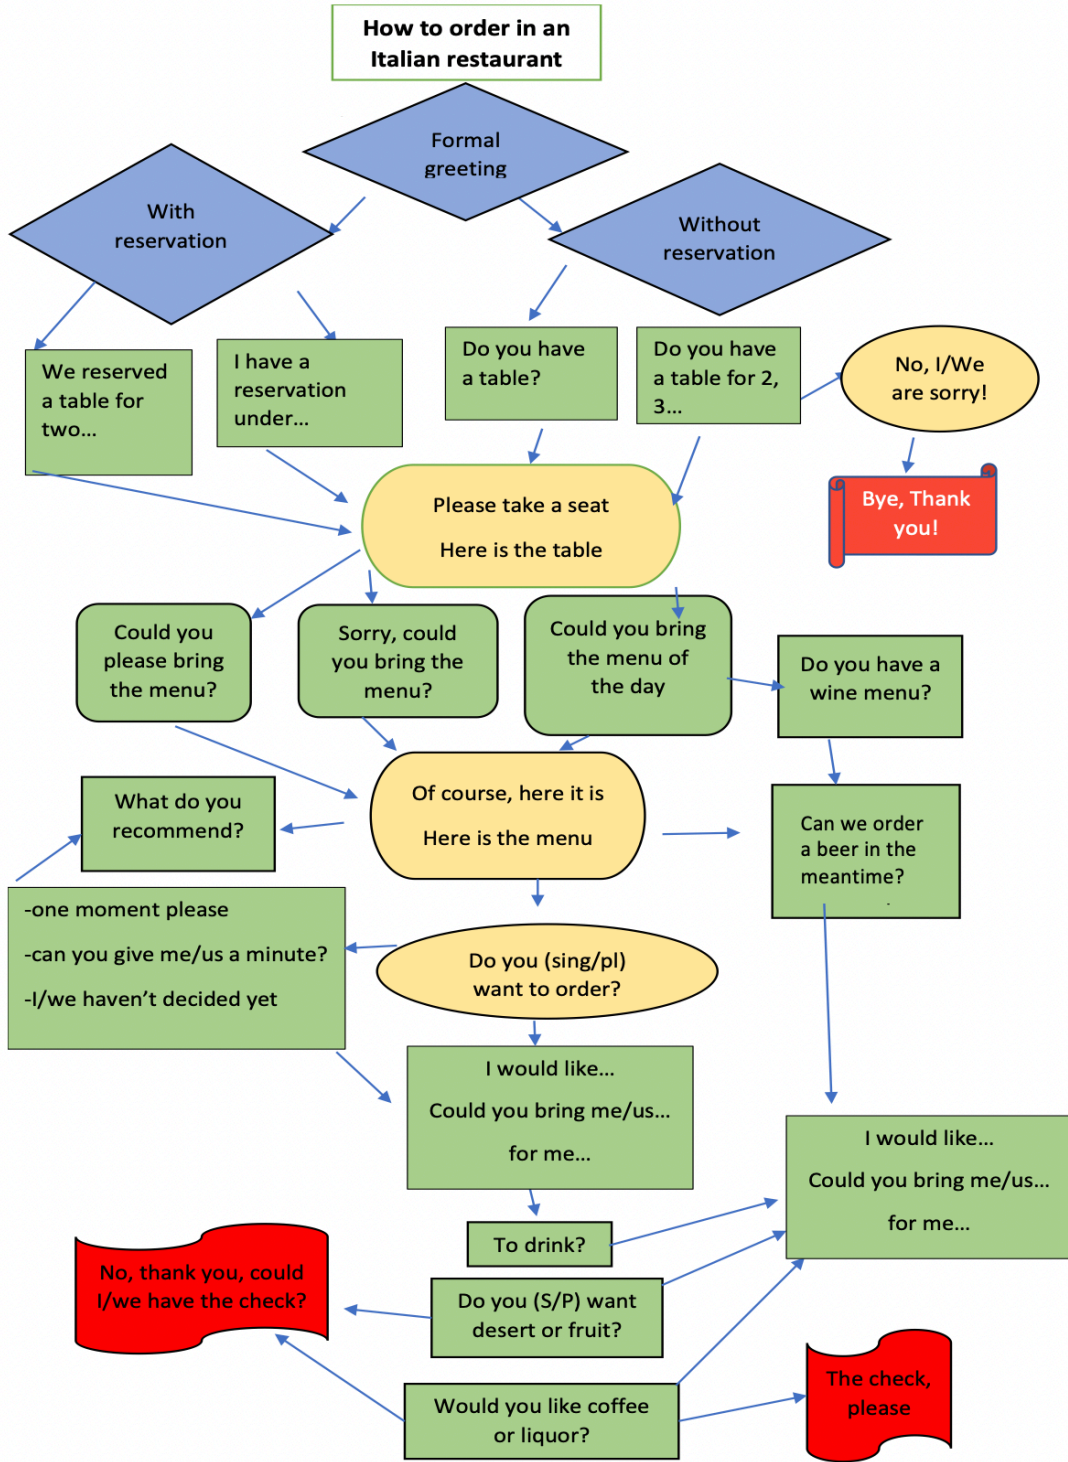 How to order in an
Italian restaurant
Formal
greeting
With
reservation
Without
reservation
We reserved
a table for
two...
I have a
reservation
under...
Do you have
a table?
Do you have
a table for 2,
3...
No, I/We
are sorry!
Please take a seat
Here is the table
Bye, Thank
you!
Could you
please bring
the menu?
Sorry, could
you bring the
menu?
Could you bring
the menu of
the day
Do you have a
wine menu?
What do you
recommend?
Of course, here it is
Here is the menu
Can we order
a beer in the
meantime?
-one moment please
-can you give me/us a minute?
-I/we haven't decided yet
Do you (sing/pl)
want to order?
I would like...
Could you bring me/us...
for me...
I would like...
Could you bring me/us...
for me...
To drink?
No, thank you, could
I/we have the check?
Do you (S/P) want
desert or fruit?
Would you like coffee
or liquor?
The check,
please